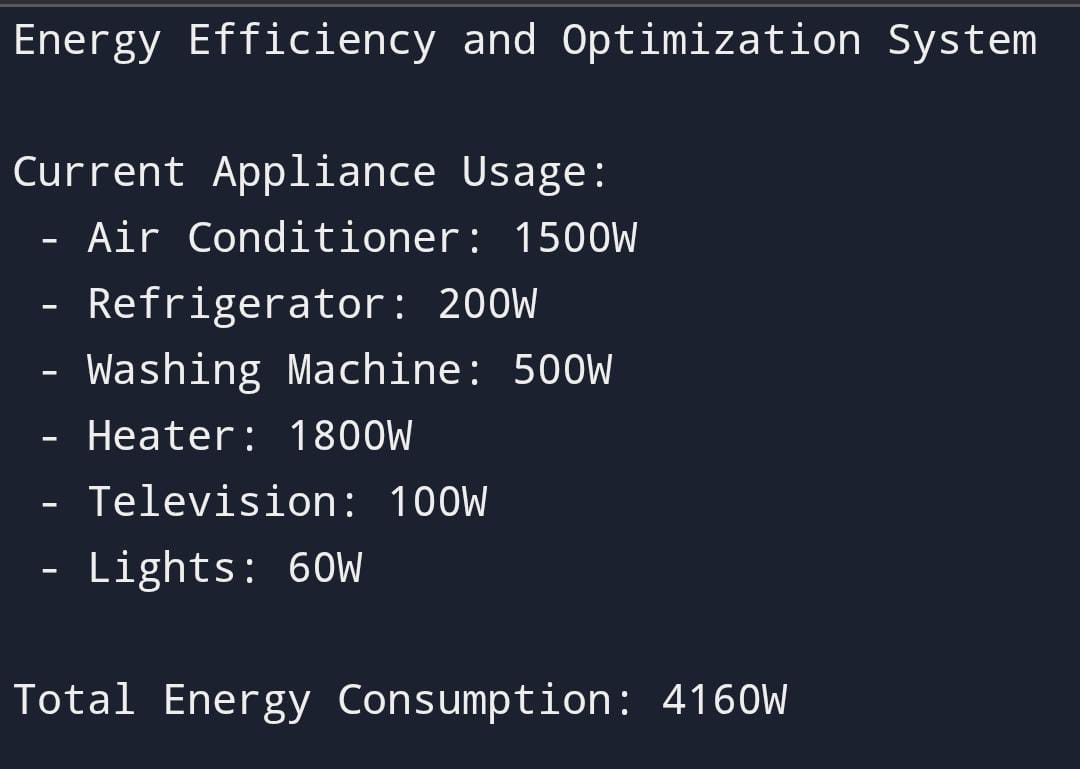 Energy Efficiency and Optimization System
Current Appliance Usage:
- Air Conditioner: 1500W
- Refrigerator: 200W
- Washing Machine: 500W
- Heater: 1800W
- Television: 100W
- Lights: 60W
Total Energy Consumption: 4160W